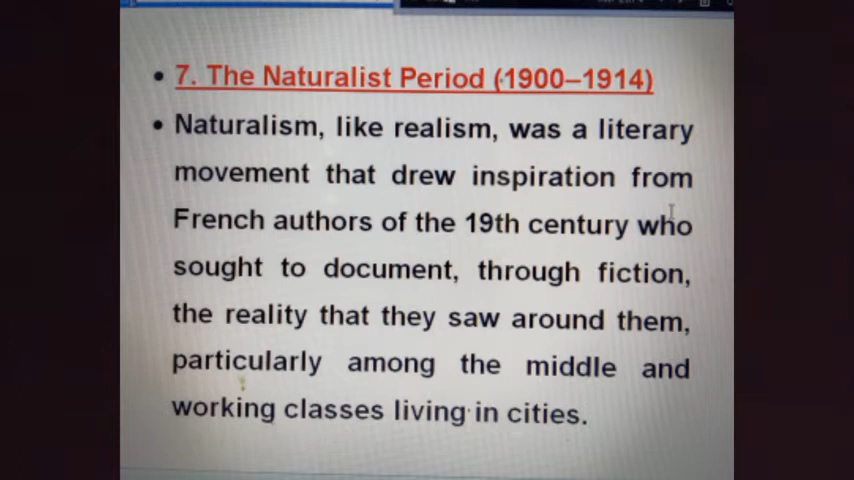 • 7. The Naturalist Period (1900–1914)
• Naturalism, like realism, was a literary
movement that drew inspiration from
French authors of the 19th century who
sought to document, through fiction,
the reality that they saw around them,
particularly among the middle and
working classes living in cities.